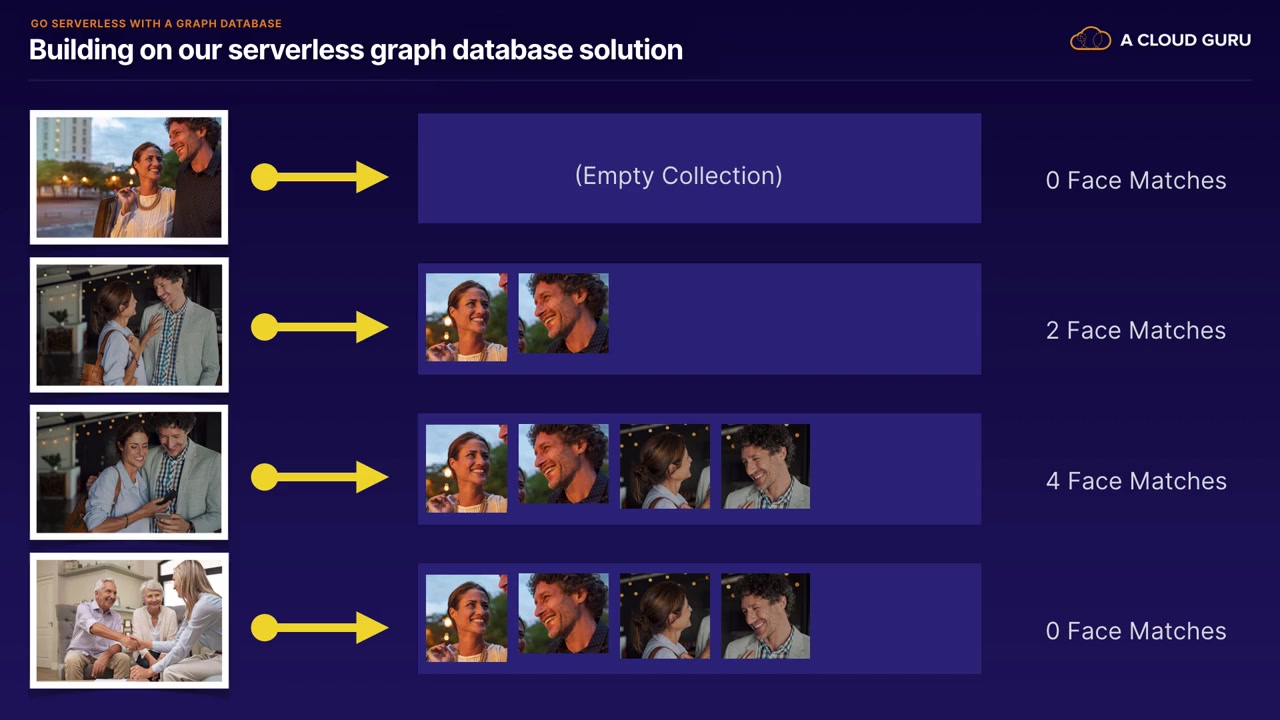 GO SERVERLESS WITH A GRAPH DATABASE
Building on our serverless graph database solution
A CLOUD GURU
(Empty Collection)
0 Face Matches
2 Face Matches
4 Face Matches
0 Face Matches